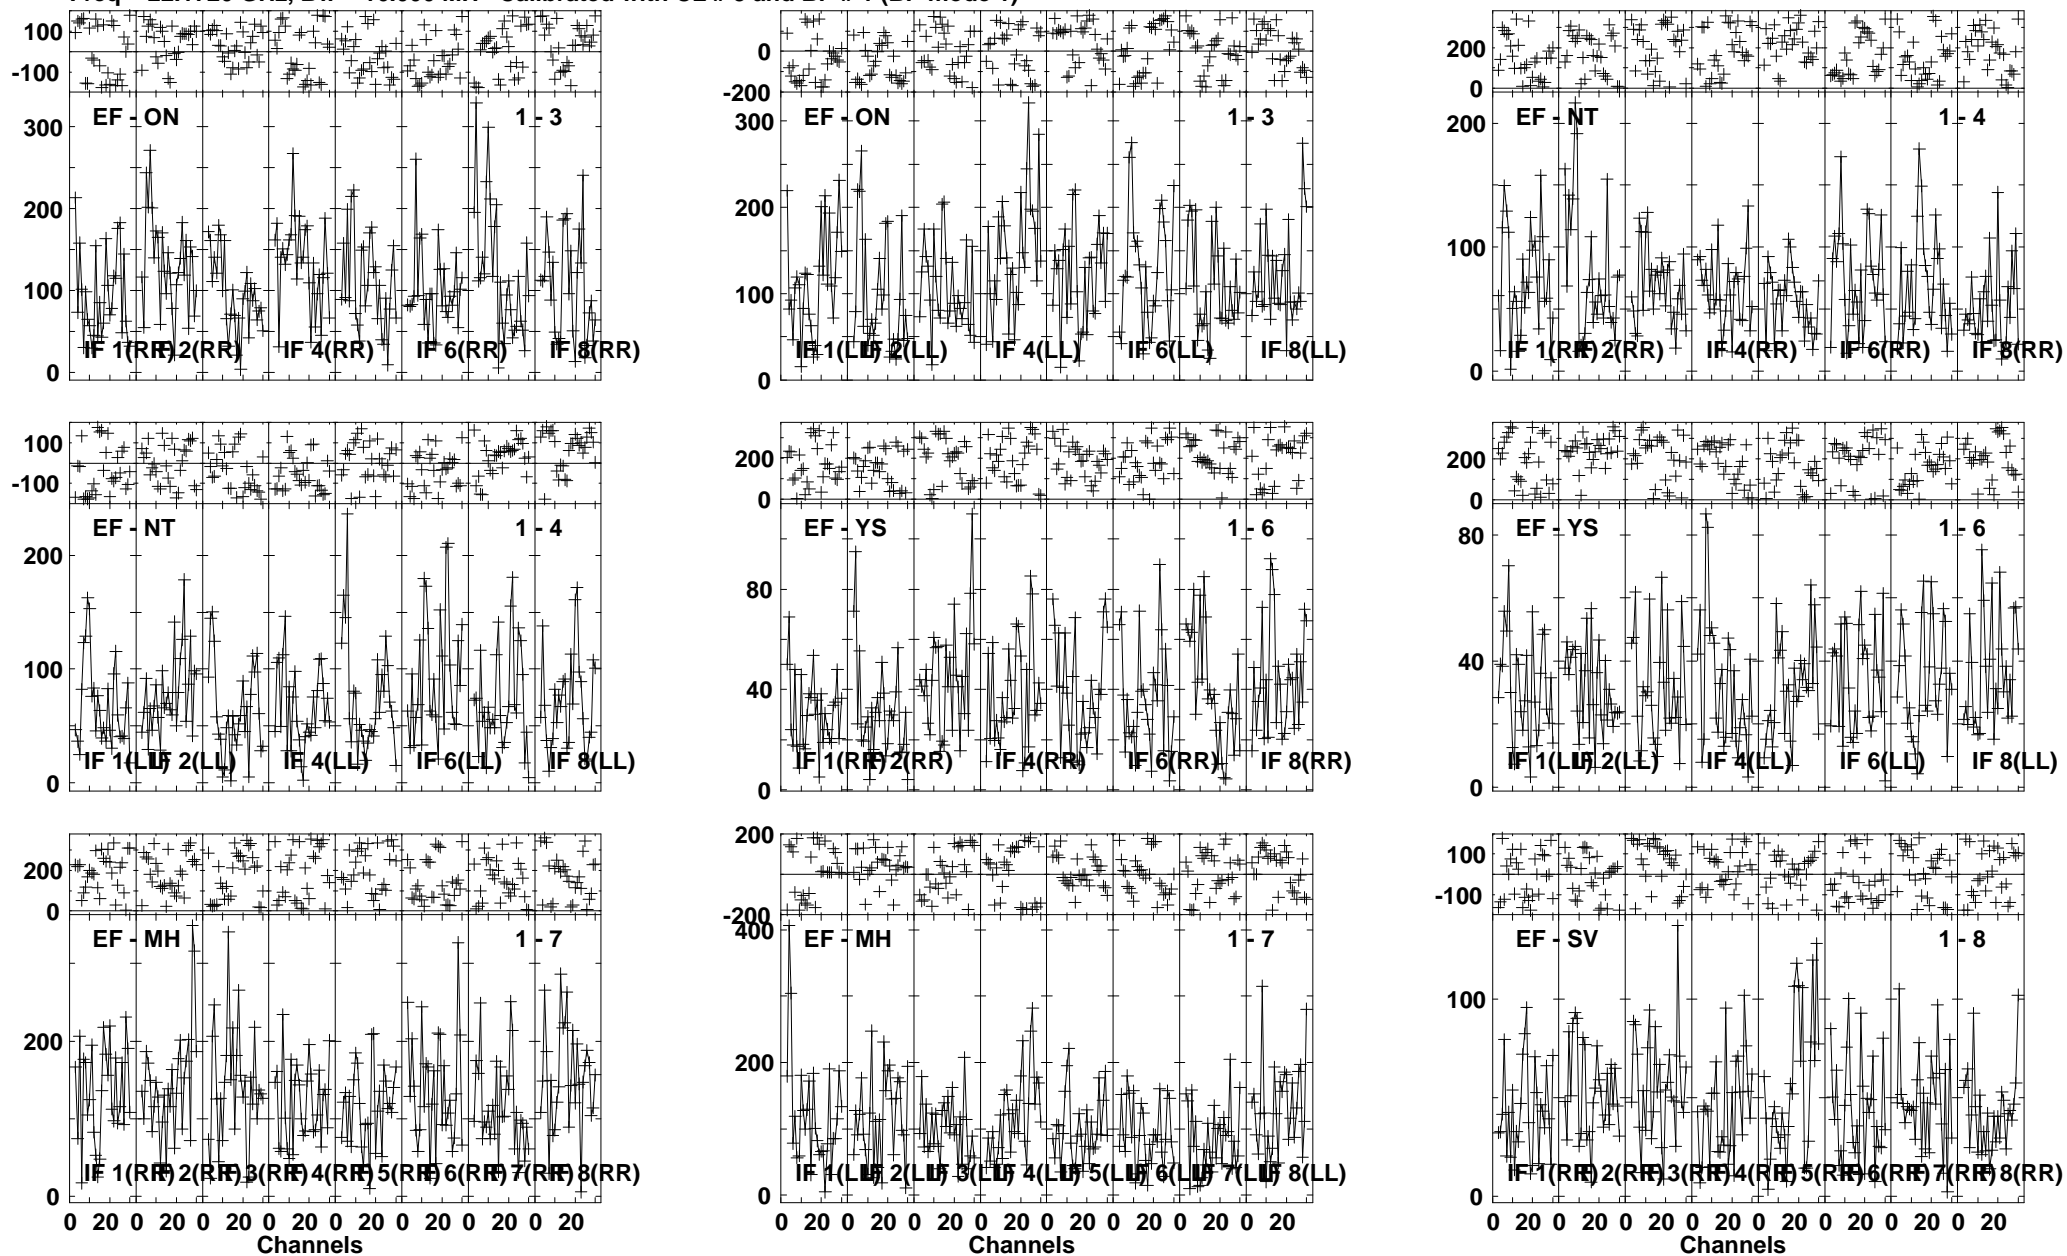 100
-100
EF - ON 1 - 3
300
200
100
0
IF 1(RR) IF 2(RR) IF 4(RR) IF 6(RR) IF 8(RR)
0
-200
EF - ON 1 - 3
300
200
100
0
IF 1(LL) IF 2(LL) IF 4(LL) IF 6(LL) IF 8(LL)
200
0
EF - NT 1 - 4
200
100
0
IF 1(RR) IF 2(RR) IF 4(RR) IF 6(RR) IF 8(RR)
100
-100
EF - NT 1 - 4
200
100
0
IF 1(LL) IF 2(LL) IF 4(LL) IF 6(LL) IF 8(LL)
200
0
EF - YS 1 - 6
80
40
0
IF 1(RR) IF 2(RR) IF 4(RR) IF 6(RR) IF 8(RR)
200
0
EF - YS 1 - 6
80
40
0
IF 1(LL) IF 2(LL) IF 4(LL) IF 6(LL) IF 8(LL)
200
0
EF - MH 1 - 7
200
0
IF 1(RR) IF 2(RR) IF 3(RR) IF 4(RR) IF 5(RR) IF 6(RR) IF 7(RR) IF 8(RR)
0 20 0 20 0 20 0 20 0 20 0 20 0 20 0 20
Channels
200
-200
EF - MH 1 - 7
400
200
0
IF 1(LL) IF 2(LL) IF 3(LL) IF 4(LL) IF 5(LL) IF 6(LL) IF 7(LL) IF 8(LL)
0 20 0 20 0 20 0 20 0 20 0 20 0 20 0 20
Channels
100
-100
EF - SV 1 - 8
100
0
IF 1(RR) IF 2(RR) IF 3(RR) IF 4(RR) IF 5(RR) IF 6(RR) IF 7(RR) IF 8(RR)
0 20 0 20 0 20 0 20 0 20 0 20 0 20 0 20
Channels